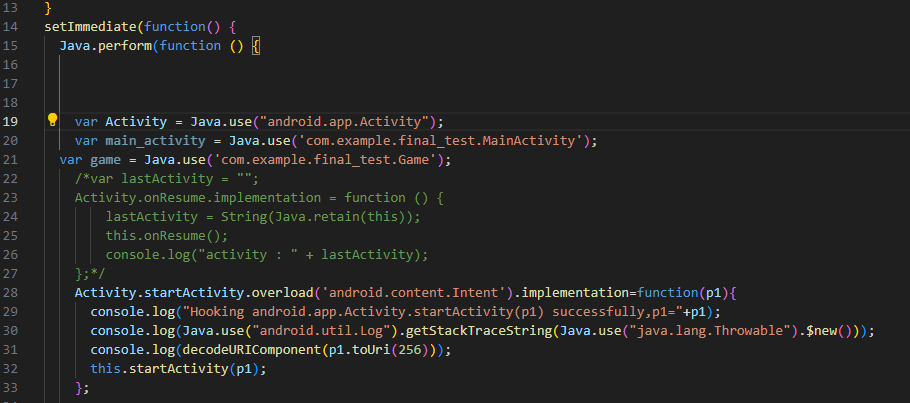 13 }
14 setImmediate(function() {
15 Java.perform(function () {
16
17
18
19 var Activity = Java.use("android.app.Activity");
20 var main_activity = Java.use('com.example.final_test.MainActivity');
21 var game = Java.use('com.example.final_test.Game');
22 /*var lastActivity = "";
23 Activity.onResume.implementation = function () {
24 lastActivity = String(Java.retain(this));
25 this.onResume();
26 console.log("activity : " + lastActivity);
27 };*/
28 Activity.startActivity.overload('android.content.Intent').implementation=function(p1){
29 console.log("Hooking android.app.Activity.startActivity(p1) successfully,p1="+p1);
30 console.log(Java.use("android.util.Log").getStackTraceString(Java.use("java.lang.Throwable").$new()));
31 console.log(decodeURIComponent(p1.toUri(256)));
32 this.startActivity(p1);
33 };